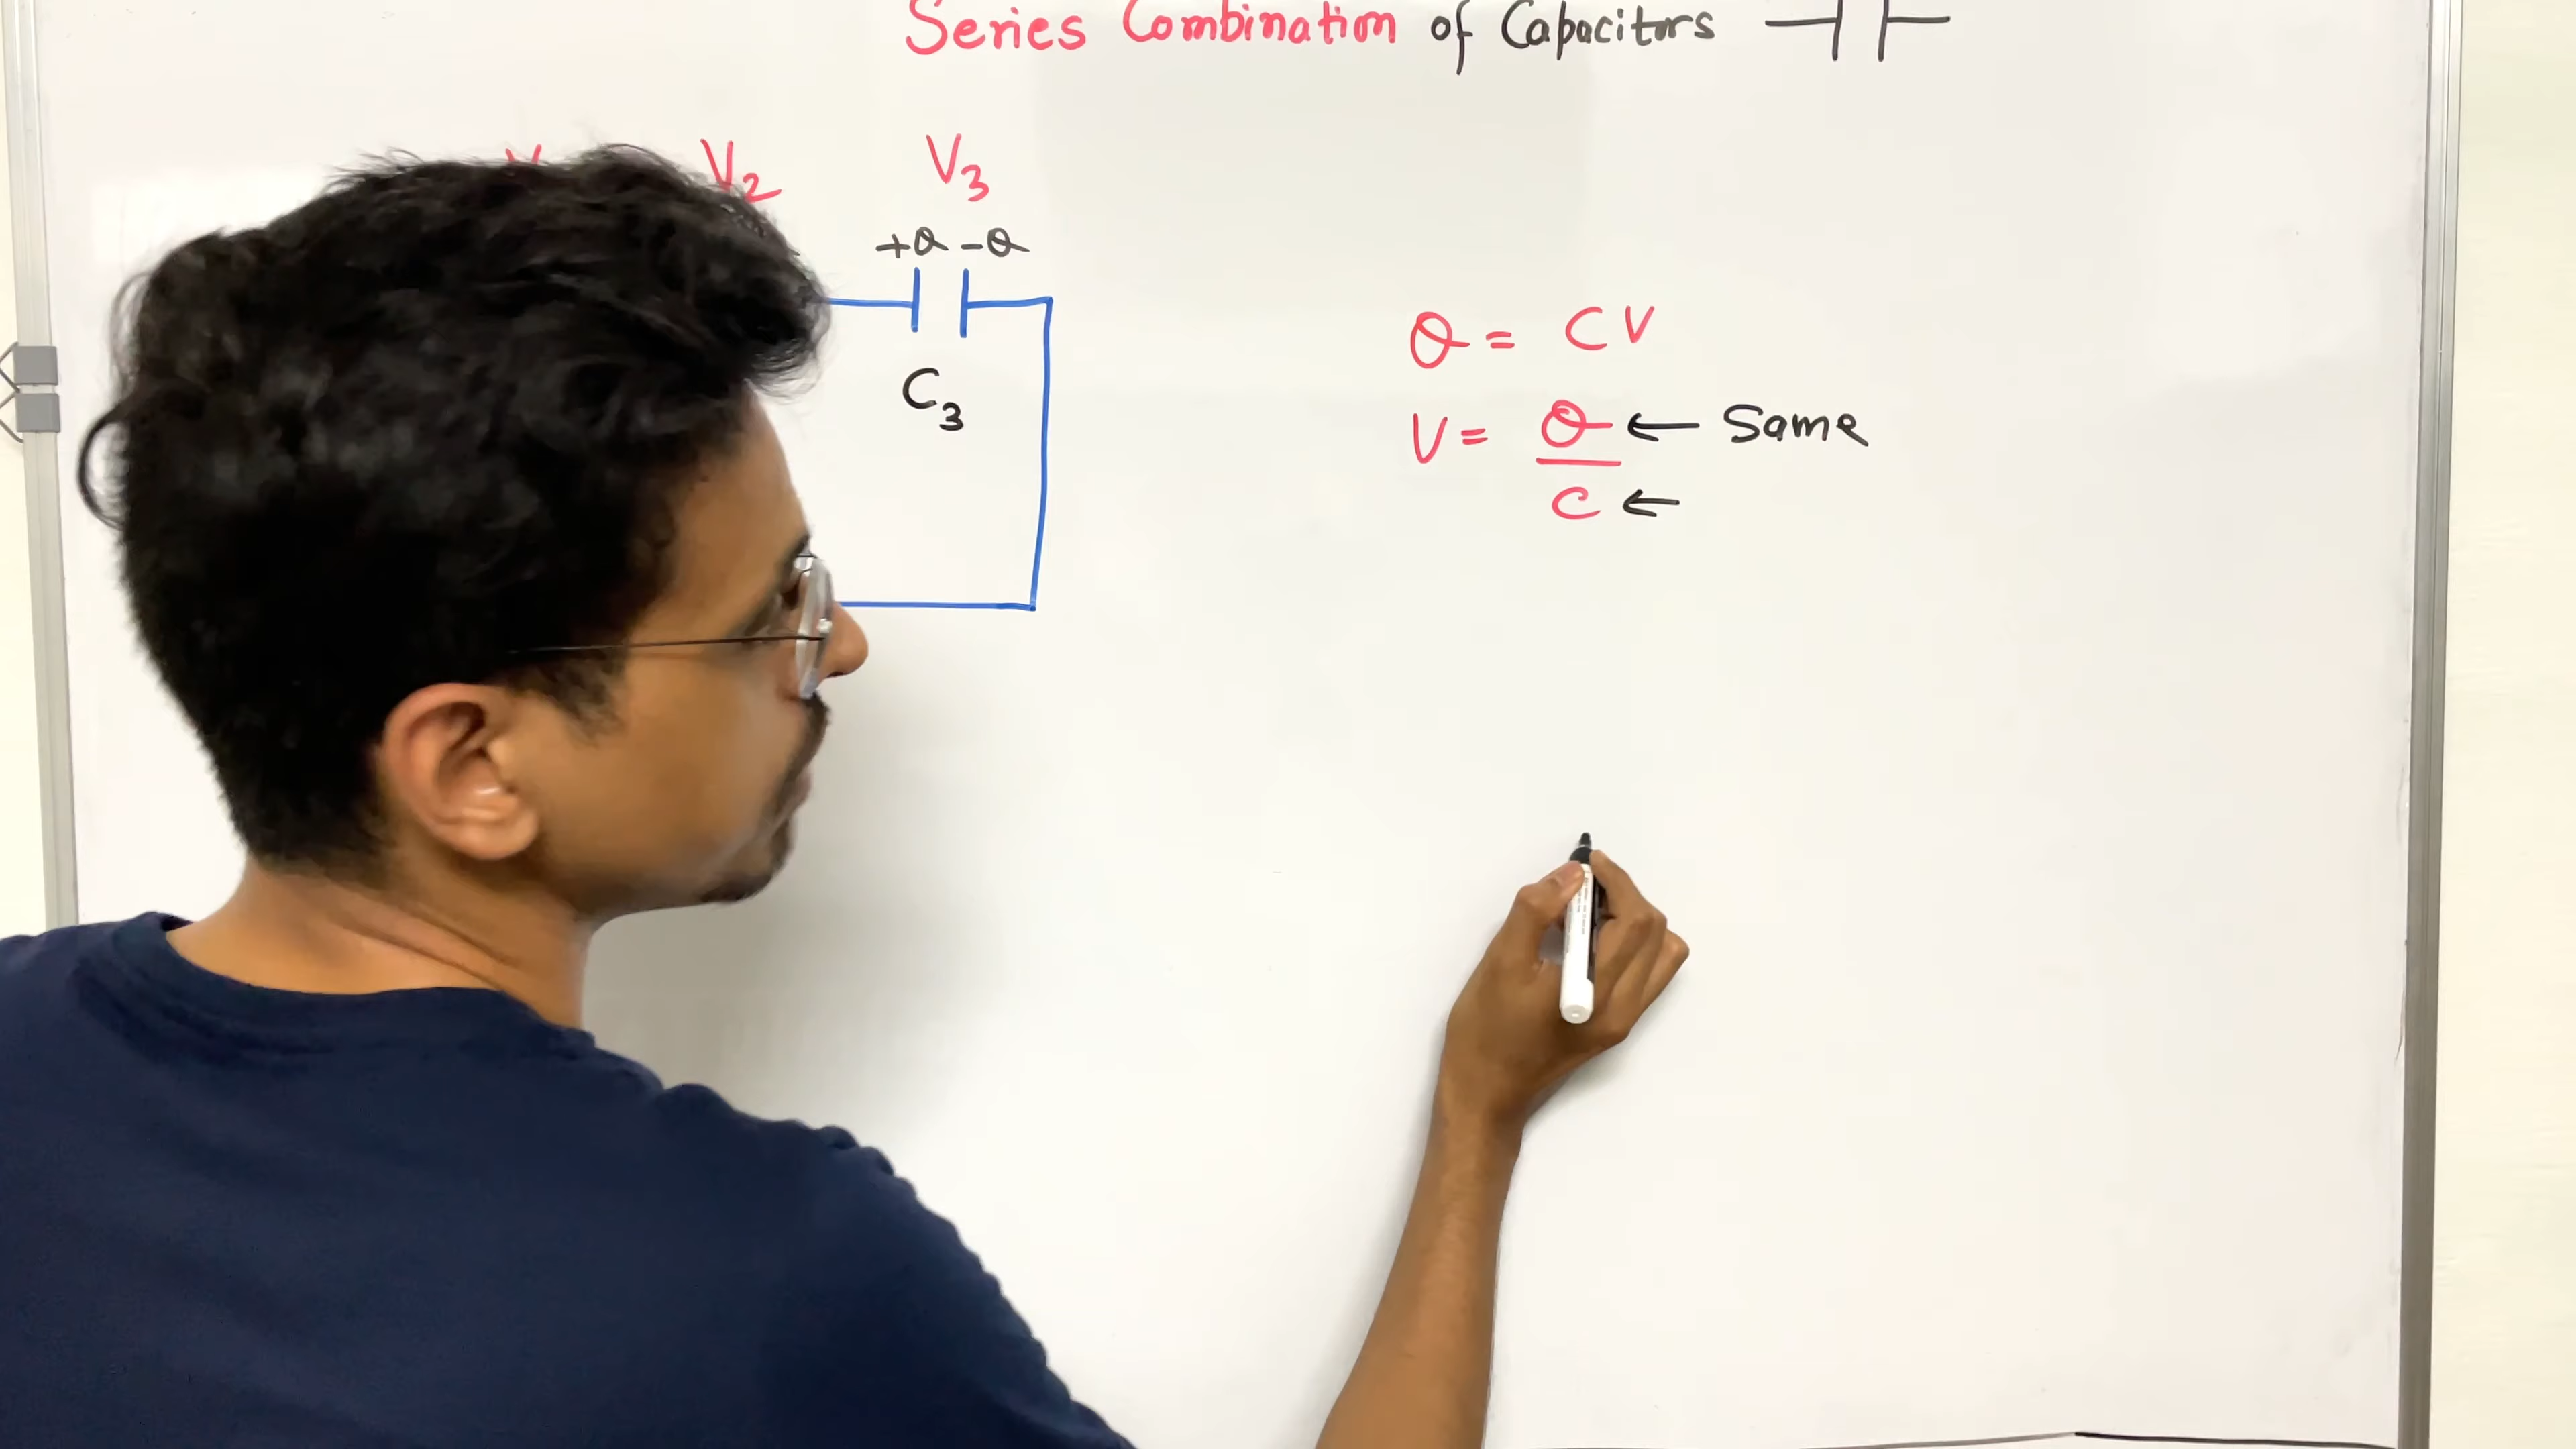 Series Combination of Capacitors
V₂ V₃
+Q -Q
C₃
Q = CV
V = Q ← Same
C ←